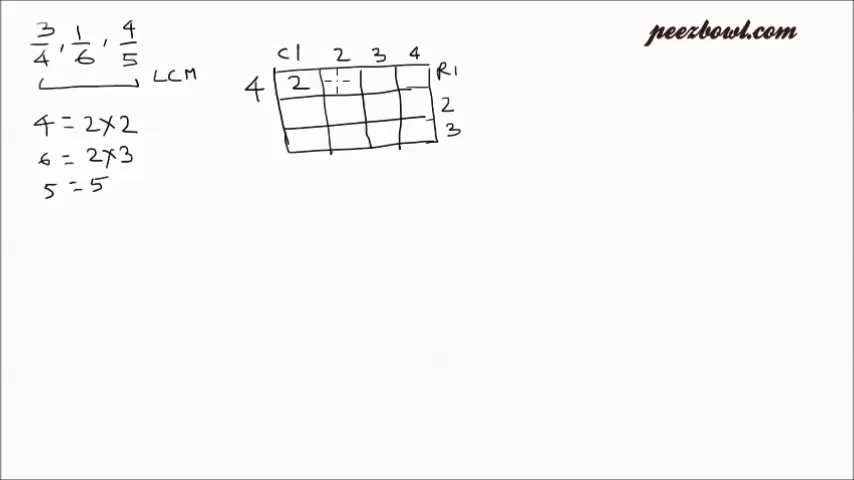 3/4, 1/6, 4/5
LCM
4 = 2×2
6 = 2×3
5 = 5
C1 2 3 4
4 2 R1
2
3
peezbowl.com